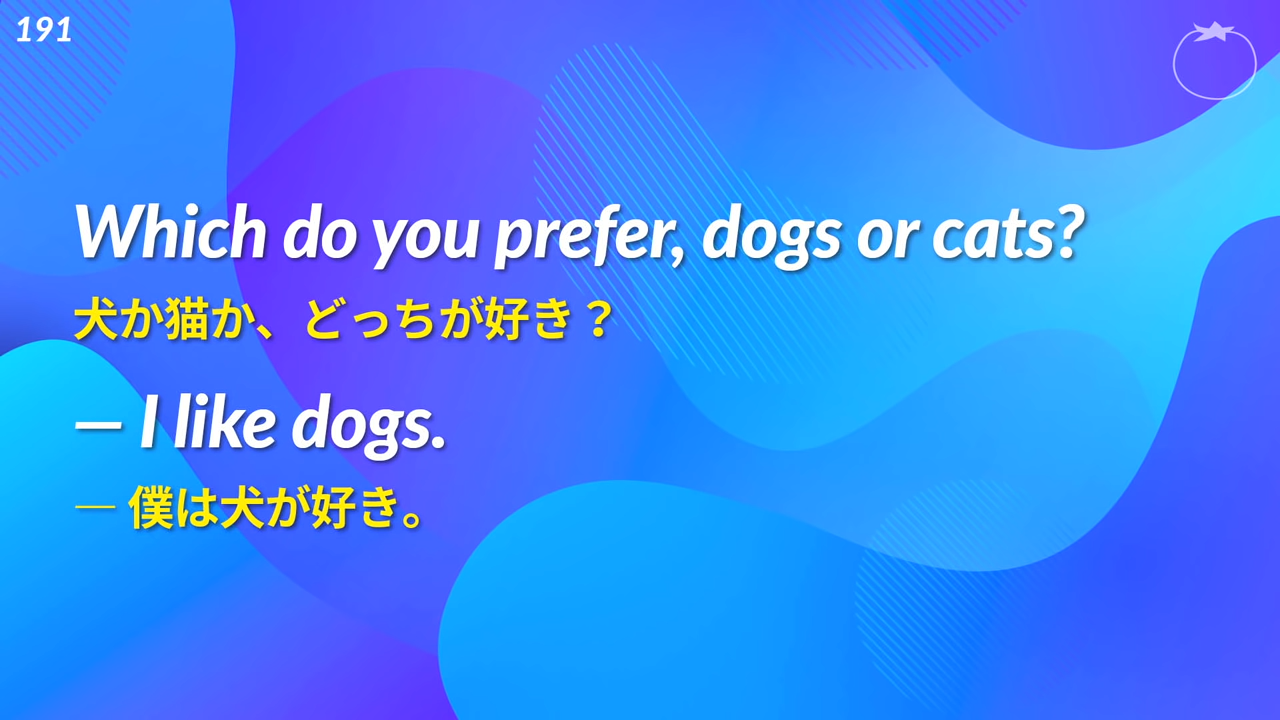 191
Which do you prefer, dogs or cats?
犬か猫か、どっちが好き？
― I like dogs.
― 僕は犬が好き。